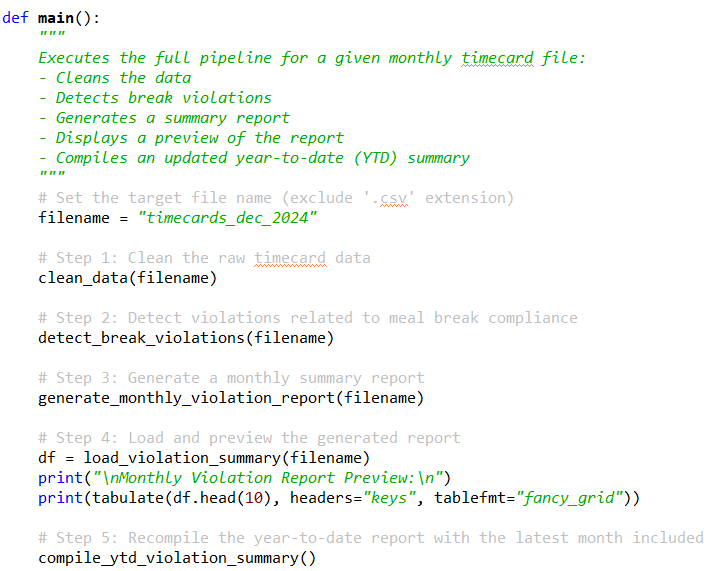 def main():
"""
Executes the full pipeline for a given monthly timecard file:
- Cleans the data
- Detects break violations
- Generates a summary report
- Displays a preview of the report
- Compiles an updated year-to-date (YTD) summary
"""
# Set the target file name (exclude '.csv' extension)
filename = "timecards_dec_2024"
# Step 1: Clean the raw timecard data
clean_data(filename)
# Step 2: Detect violations related to meal break compliance
detect_break_violations(filename)
# Step 3: Generate a monthly summary report
generate_monthly_violation_report(filename)
# Step 4: Load and preview the generated report
df = load_violation_summary(filename)
print("\nMonthly Violation Report Preview:\n")
print(tabulate(df.head(10), headers="keys", tablefmt="fancy_grid"))
# Step 5: Recompile the year-to-date report with the latest month included
compile_ytd_violation_summary()